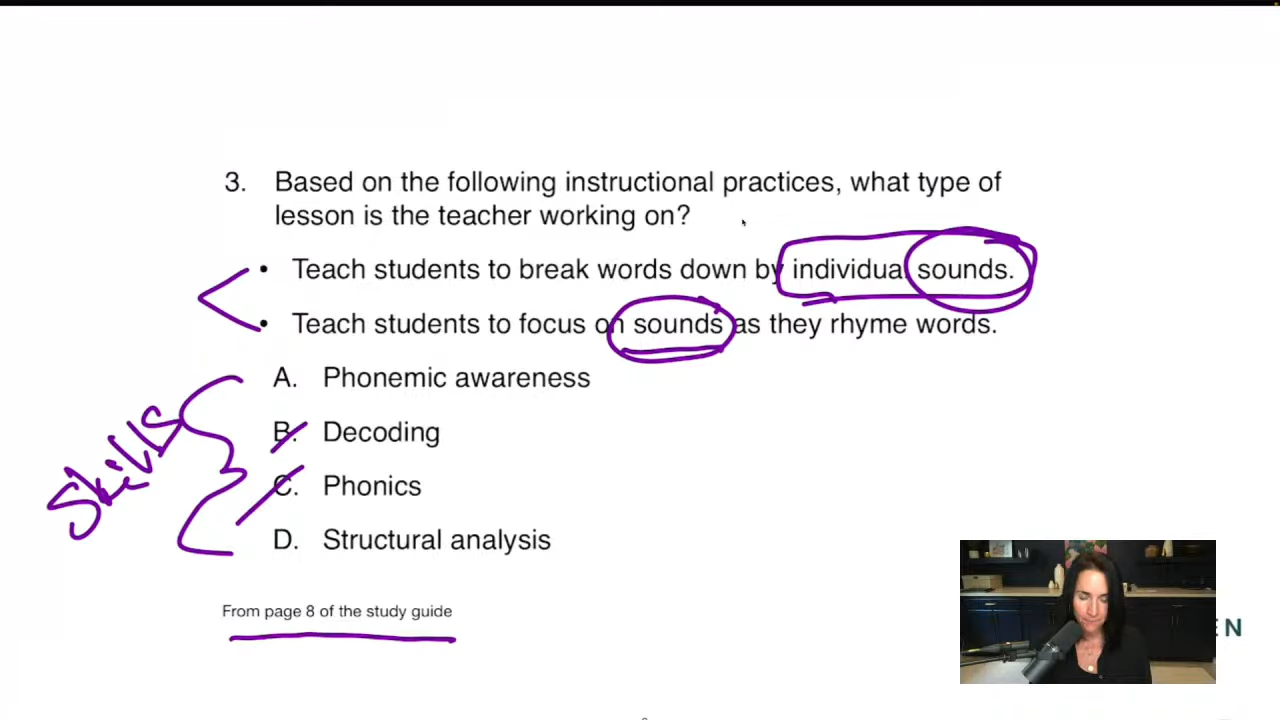 3. Based on the following instructional practices, what type of
lesson is the teacher working on?
• Teach students to break words down by individual sounds.
• Teach students to focus on sounds as they rhyme words.
A. Phonemic awareness
B. Decoding
C. Phonics
D. Structural analysis
Skills
From page 8 of the study guide
EN